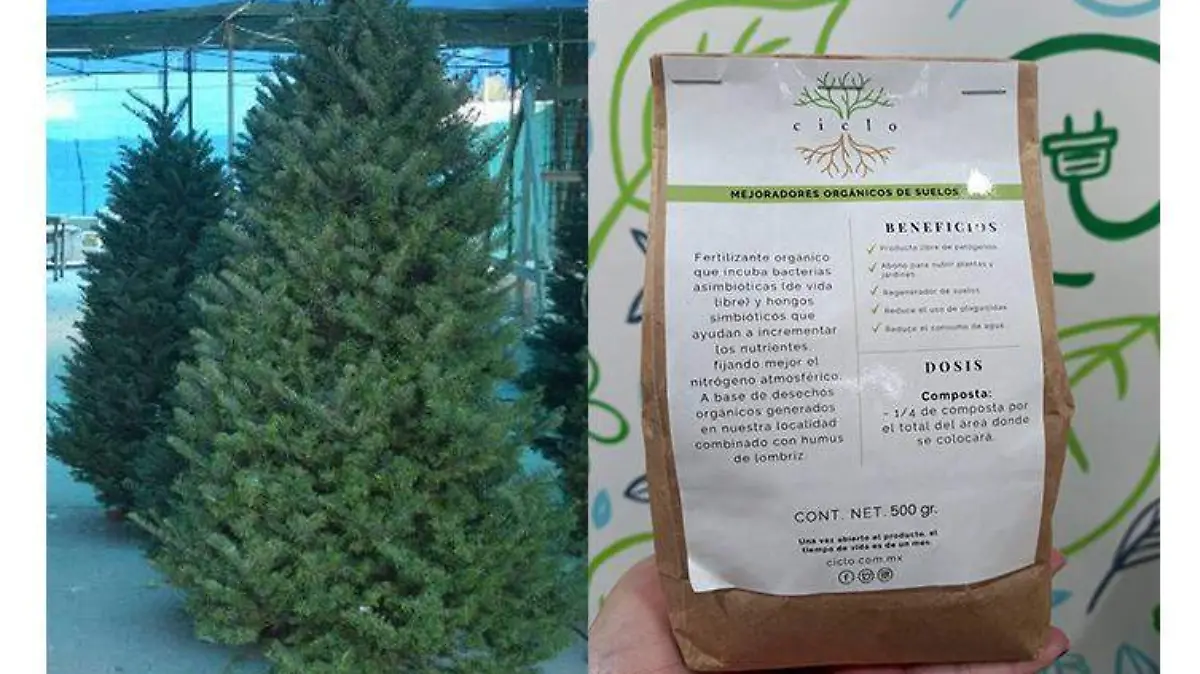 ciclo
MEJORADORES ORGÁNICOS DE SUELOS
Fertilizante orgánico
que incuba bacterias
asimbióticas (de vida
libre) y hongos
simbióticos que
ayudan a incrementar
los nutrientes,
fijando mejor el
nitrógeno atmosférico.
A base de desechos
orgánicos generados
en nuestra localidad
combinado con humus
de lombriz.
BENEFICIOS
Producto libre de patógenos.
Abono para nutrir plantas y
jardines.
Regenerador de suelos.
Reduce el uso de plaguicidas.
Reduce el consumo de agua.
DOSIS
Composta:
- 1/4 de composta por
el total del área donde
se colocará.
CONT. NET. 500 gr.
Una vez abierto el producto, el
tiempo de vida es de un mes.
ciclo.com.mx